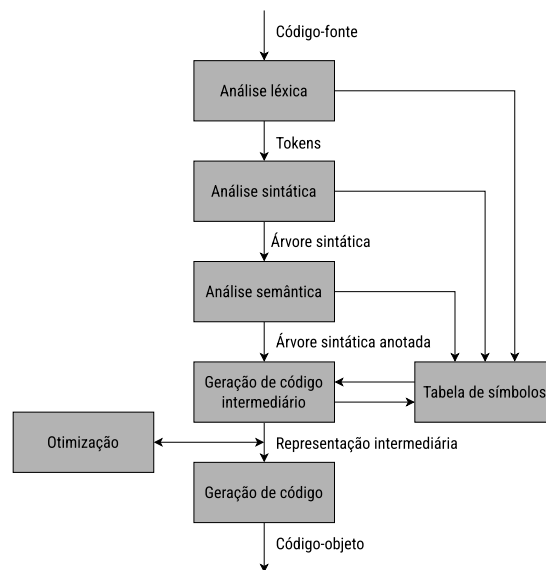 Código-fonte
Análise léxica
Tokens
Análise sintática
Árvore sintática
Análise semântica
Árvore sintática anotada
Geração de código
intermediário
Tabela de símbolos
Otimização
Representação intermediária
Geração de código
Código-objeto